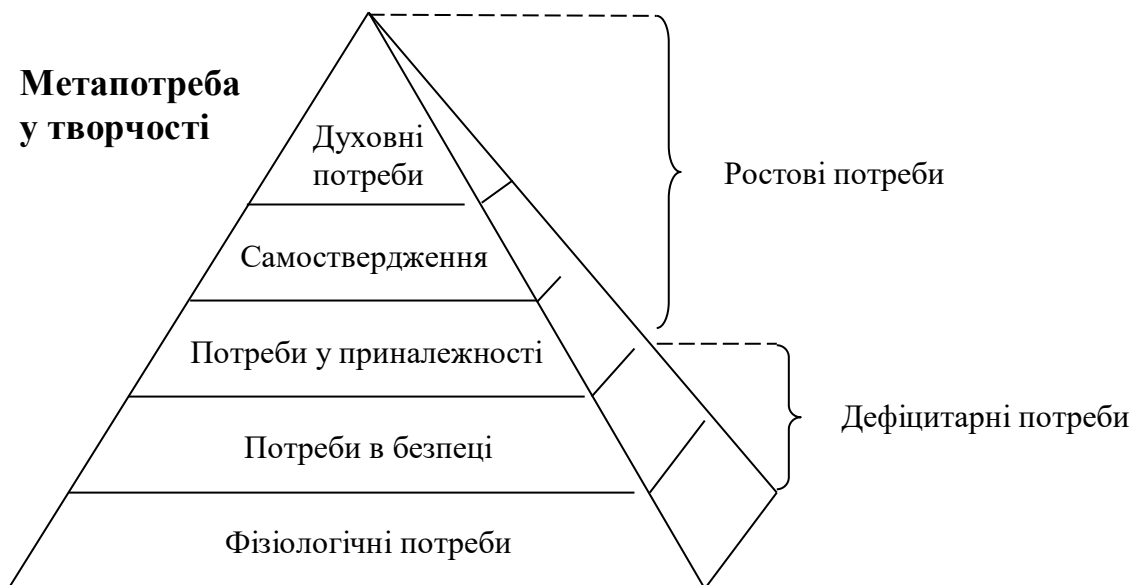 Метапотреба
у творчості
Духовні
потреби
Ростові потреби
Самоствердження
Потреби у приналежності
Дефіцитарні потреби
Потреби в безпеці
Фізіологічні потреби